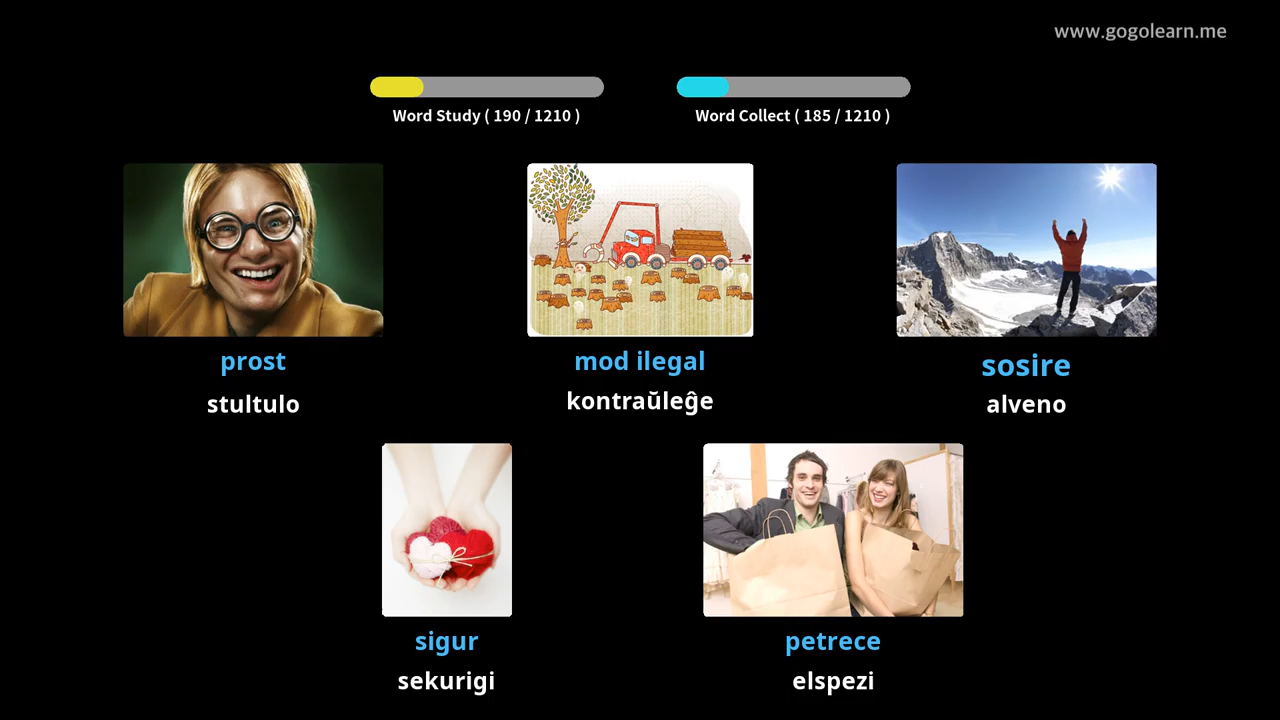 www.gogolearn.me
Word Study ( 190 / 1210 )
Word Collect ( 185 / 1210 )
prost
stultulo
mod ilegal
kontraŭleĝe
sosire
alveno
sigur
sekurigi
petrece
elspezi